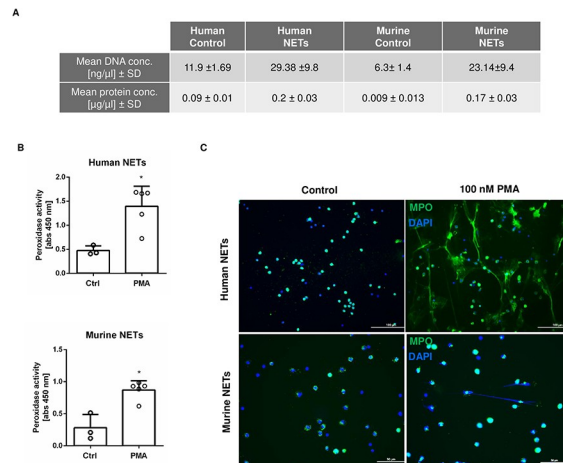 A
Human Control
Human NETs
Murine Control
Murine NETs
Mean DNA conc. [ng/µl] ± SD
11.9 ±1.69
29.38 ±9.8
6.3± 1.4
23.14±9.4
Mean protein conc. [µg/µl] ± SD
0.09 ± 0.01
0.2 ± 0.03
0.009 ± 0.013
0.17 ± 0.03
B
Human NETs
Peroxidase activity
[abs 450 nm]
2.0
1.5
1.0
0.5
0.0
*
Ctrl
PMA
Murine NETs
Peroxidase activity
[abs 450 nm]
2.0
1.5
1.0
0.5
0.0
*
Ctrl
PMA
C
Control
100 nM PMA
Human NETs
MPO
DAPI
Murine NETs
MPO
DAPI